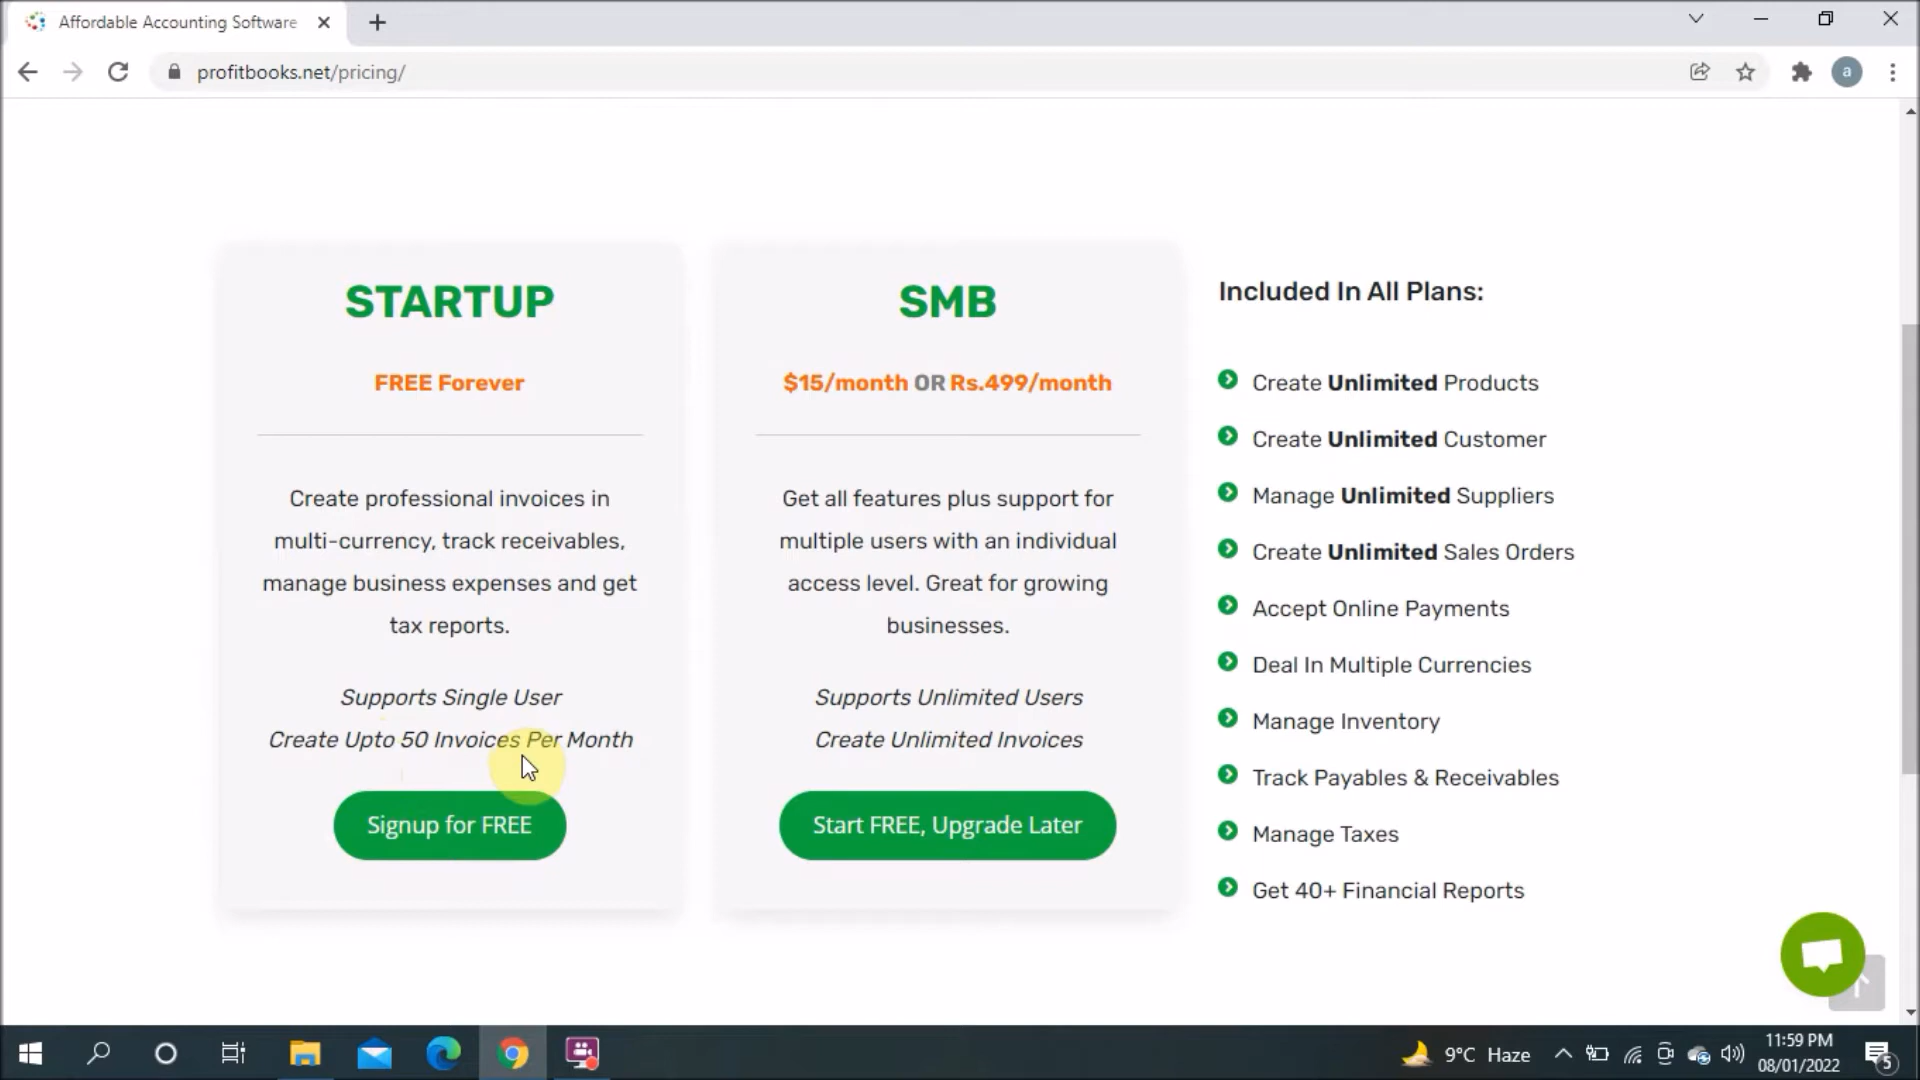 Affordable Accounting Software
profitbooks.net/pricing/
a
STARTUP
FREE Forever
Create professional invoices in
multi-currency, track receivables,
manage business expenses and get
tax reports.
Supports Single User
Create Upto 50 Invoices Per Month
Signup for FREE
SMB
$15/month OR Rs.499/month
Get all features plus support for
multiple users with an individual
access level. Great for growing
businesses.
Supports Unlimited Users
Create Unlimited Invoices
Start FREE, Upgrade Later
Included In All Plans:
Create Unlimited Products
Create Unlimited Customer
Manage Unlimited Suppliers
Create Unlimited Sales Orders
Accept Online Payments
Deal In Multiple Currencies
Manage Inventory
Track Payables & Receivables
Manage Taxes
Get 40+ Financial Reports
9°C Haze
11:59 PM
08/01/2022
5